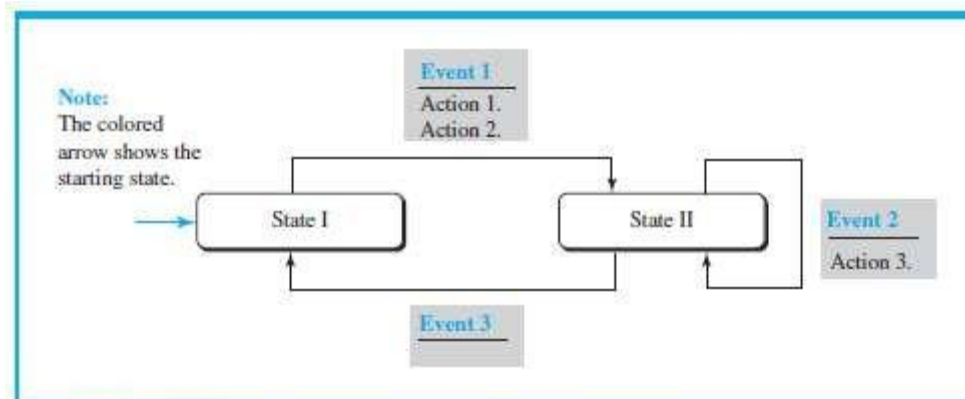 Event 1
Action 1.
Action 2.
Note:
The colored
arrow shows the
starting state.
State I
State II
Event 2
Action 3.
Event 3